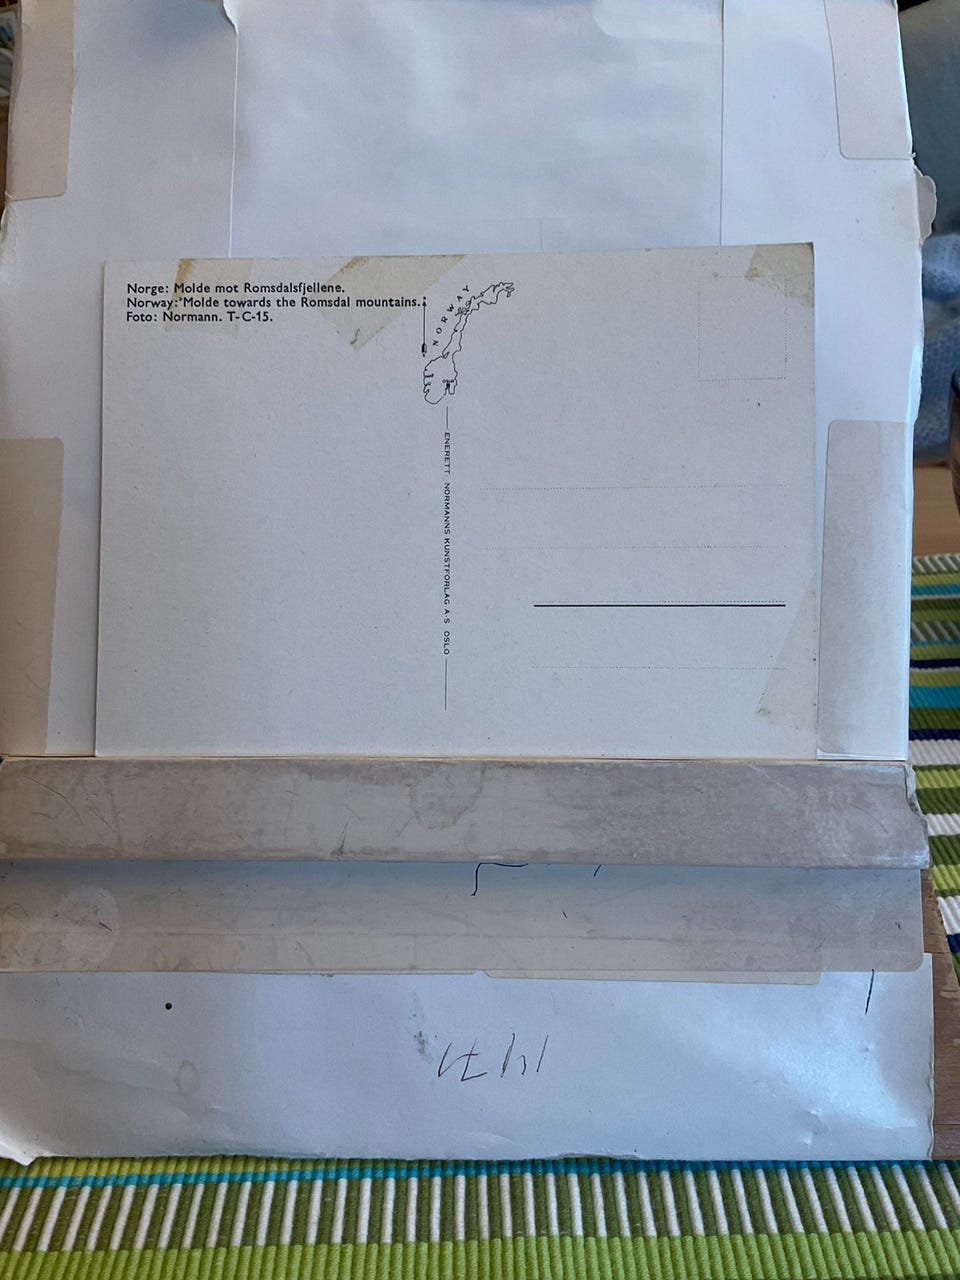 Norge: Molde mot Romsdalsfjellene.
Norway: Molde towards the Romsdal mountains.
Foto: Normann. T-C-15.
NORWAY
ENERETT: NORMANNS KUNSTFORLAG A-S OSLO